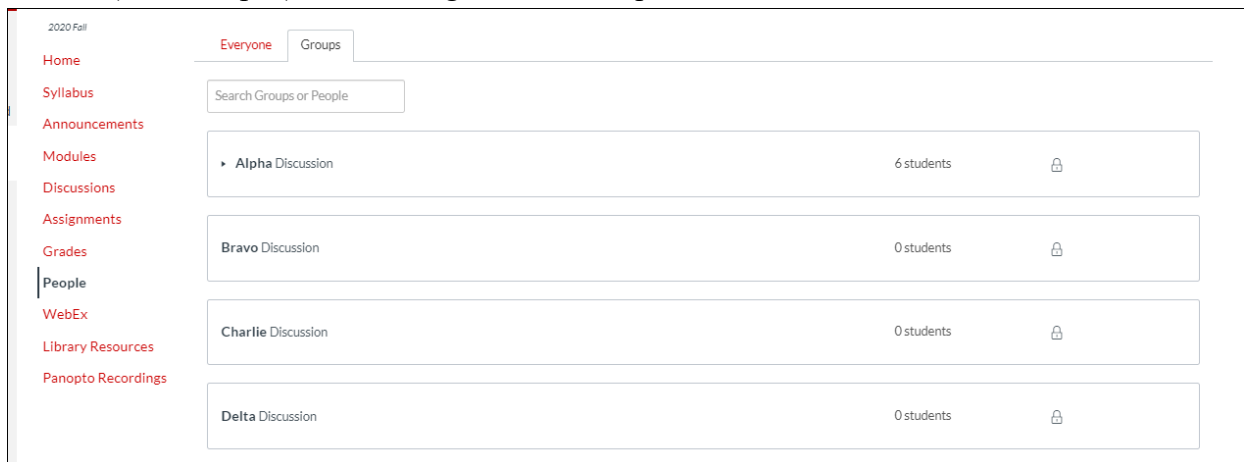 2020 Fall
Home
Syllabus
Announcements
Modules
Discussions
Assignments
Grades
People
WebEx
Library Resources
Panopto Recordings
Everyone Groups
Search Groups or People
Alpha Discussion 6 students
Bravo Discussion 0 students
Charlie Discussion 0 students
Delta Discussion 0 students